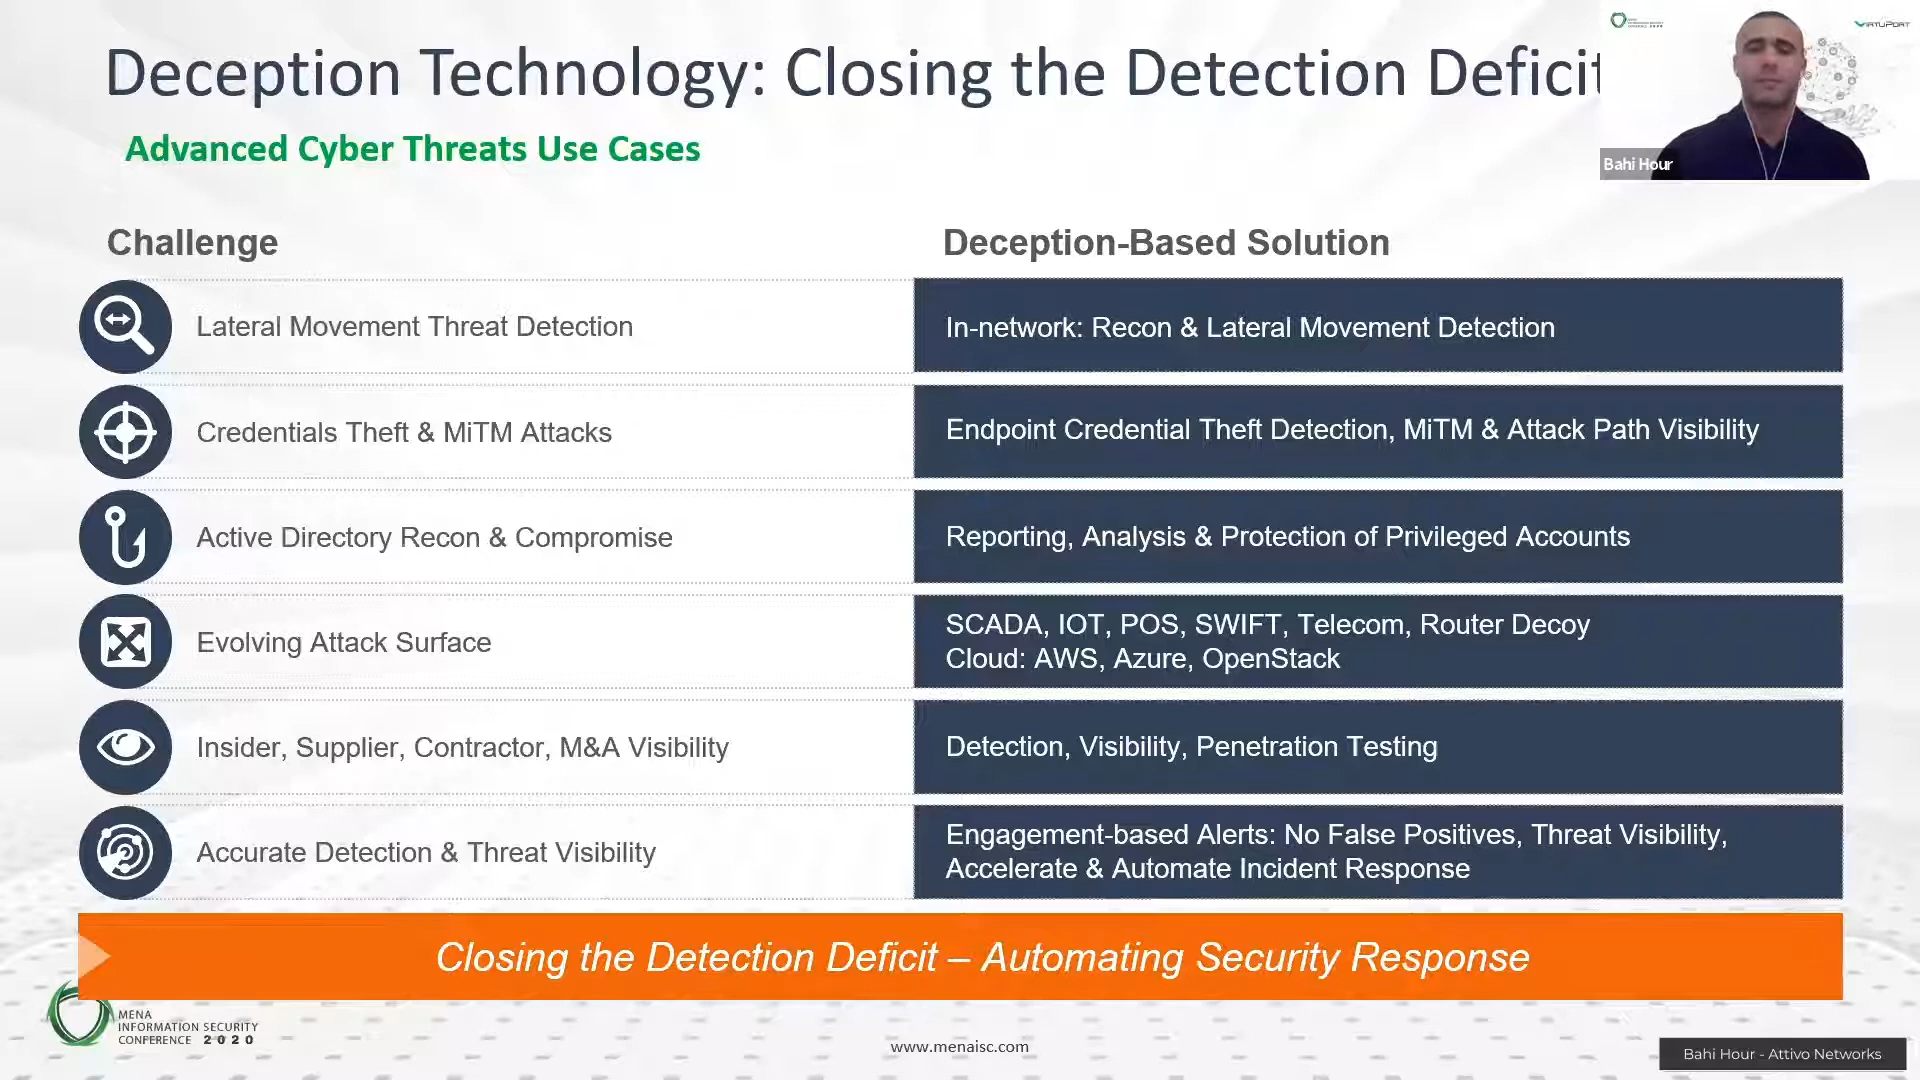 Deception Technology: Closing the Detection Deficit
VIRTUPORT
Advanced Cyber Threats Use Cases
Bahi Hour
Challenge
Deception-Based Solution
Lateral Movement Threat Detection
In-network: Recon & Lateral Movement Detection
Credentials Theft & MiTM Attacks
Endpoint Credential Theft Detection, MiTM & Attack Path Visibility
Active Directory Recon & Compromise
Reporting, Analysis & Protection of Privileged Accounts
Evolving Attack Surface
SCADA, IOT, POS, SWIFT, Telecom, Router Decoy
Cloud: AWS, Azure, OpenStack
Insider, Supplier, Contractor, M&A Visibility
Detection, Visibility, Penetration Testing
Accurate Detection & Threat Visibility
Engagement-based Alerts: No False Positives, Threat Visibility,
Accelerate & Automate Incident Response
Closing the Detection Deficit – Automating Security Response
MENA
INFORMATION SECURITY
CONFERENCE 2020
www.menaisc.com
Bahi Hour - Attivo Networks